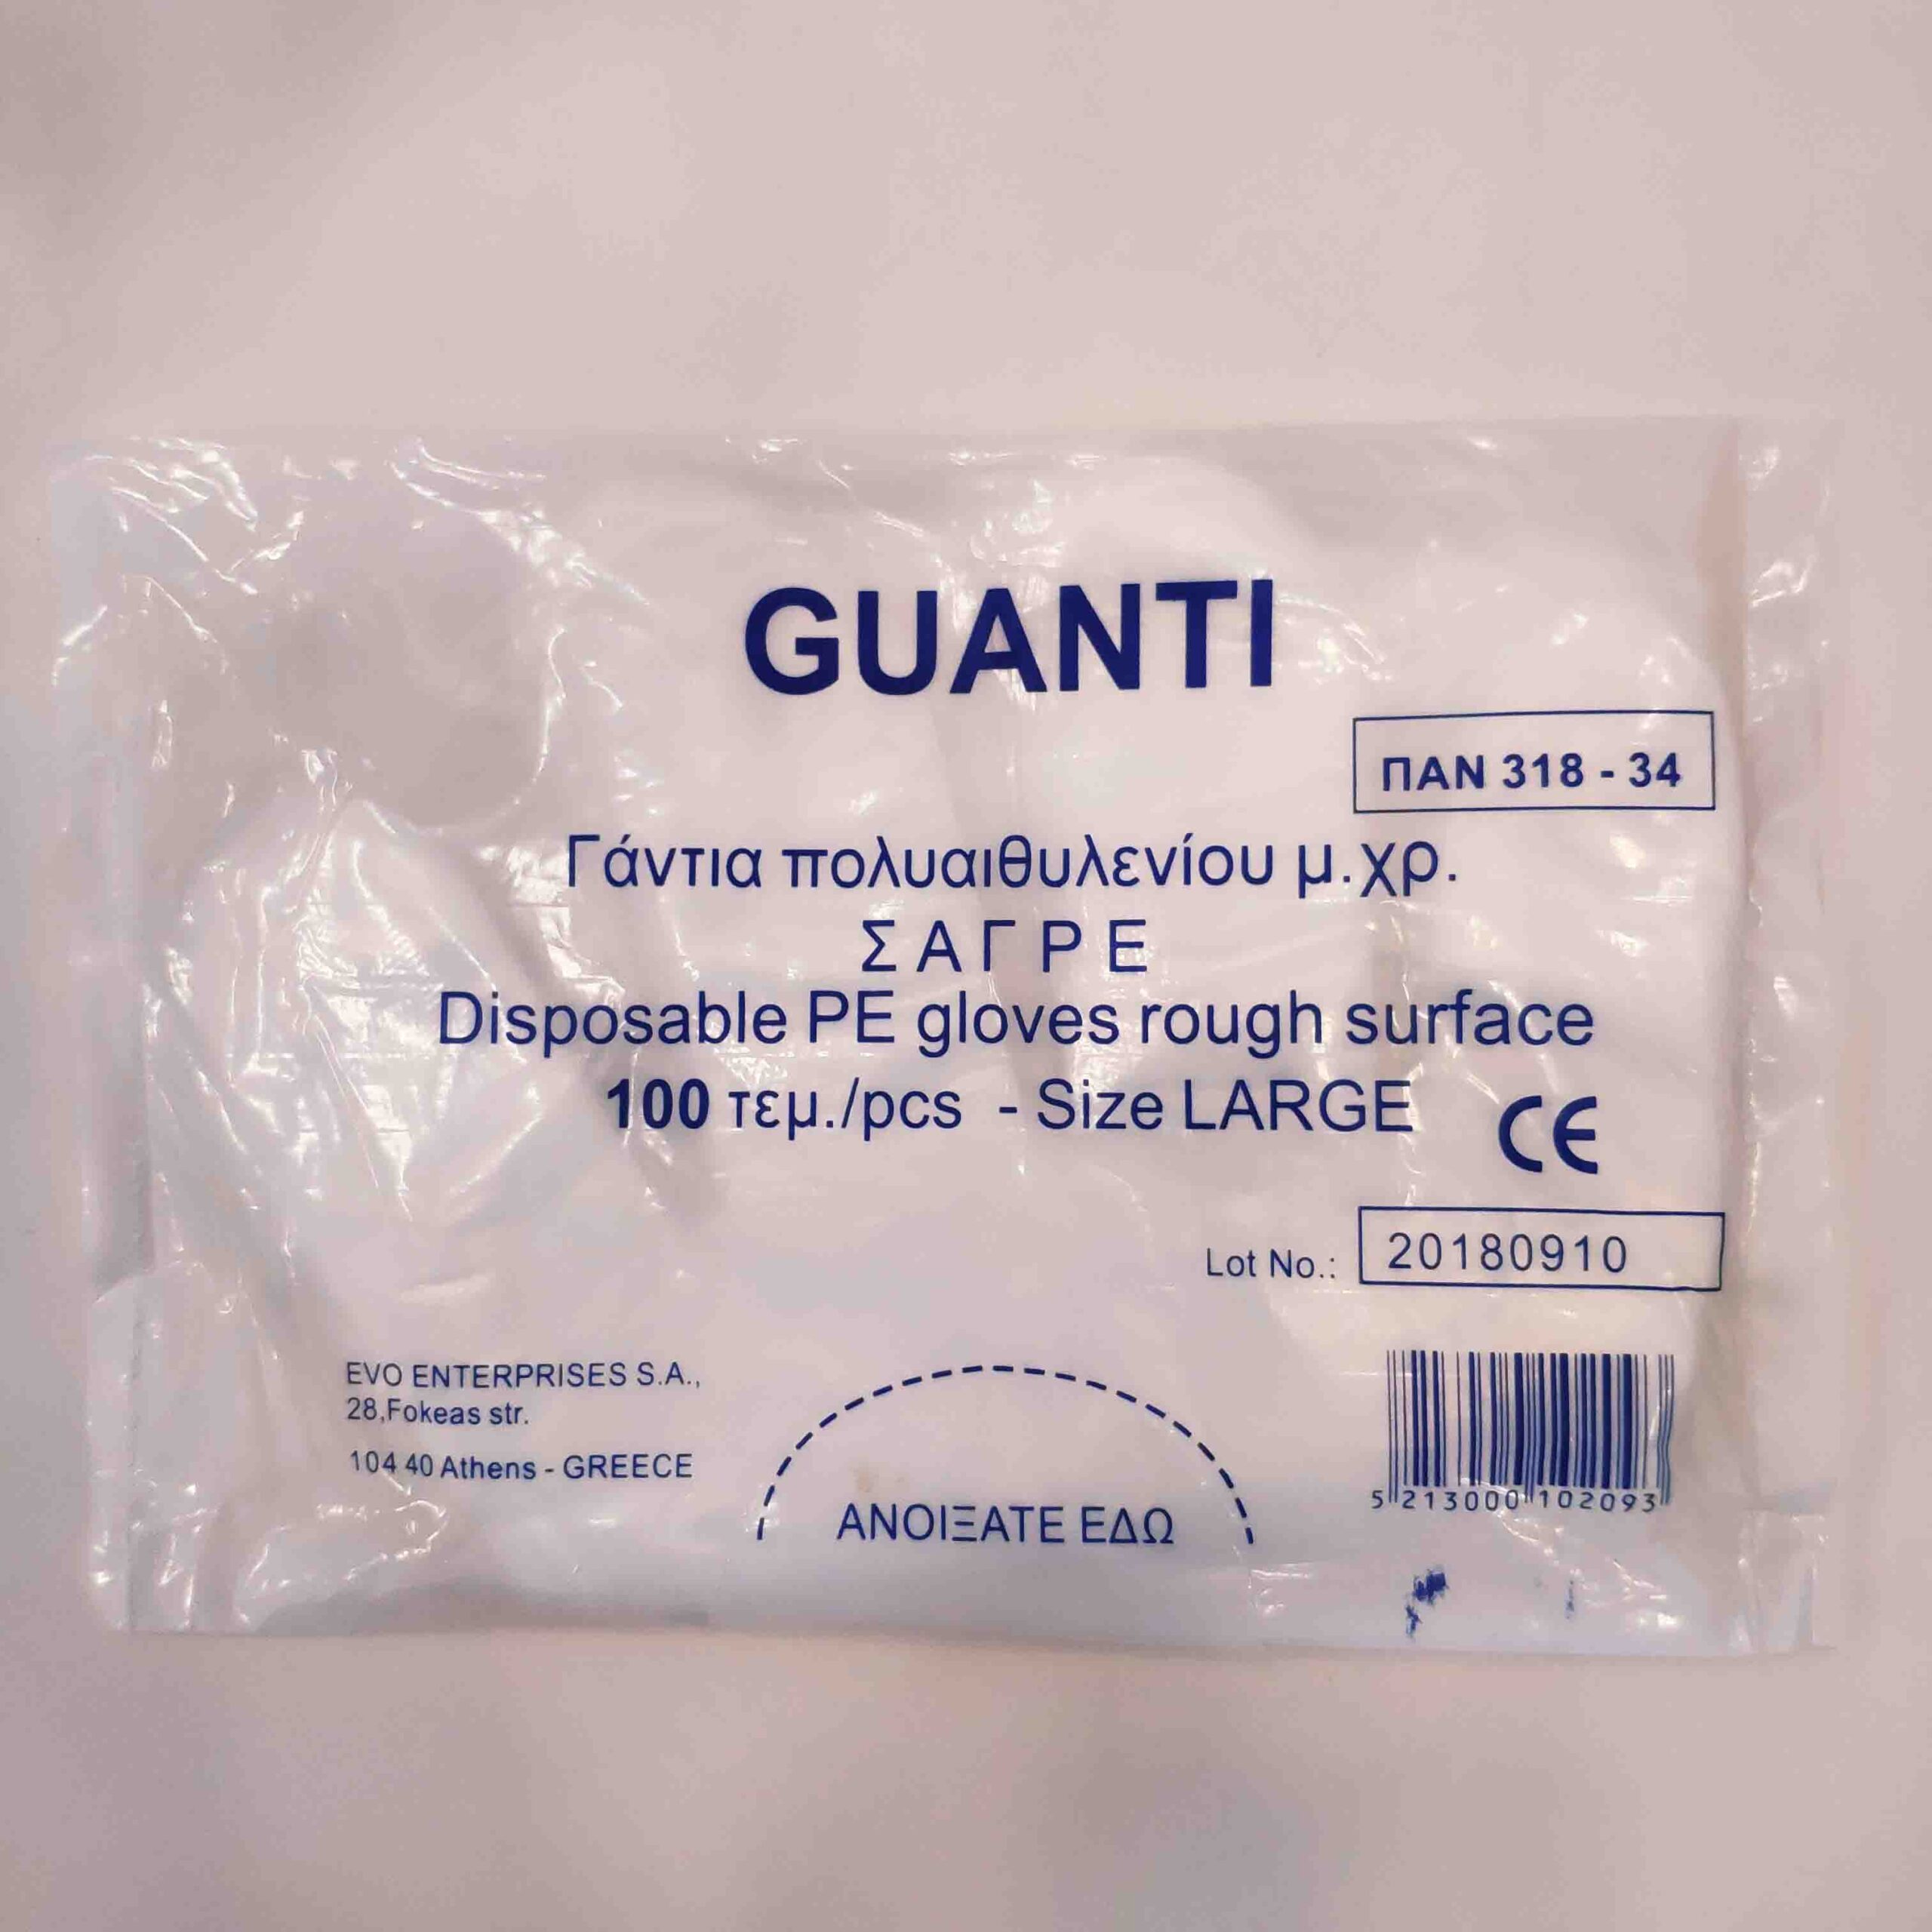 GUANTI
ΠΑΝ 318 - 34
Γάντια πολυαιθυλενίου μ.χρ.
ΣΑΓΡΕ
Disposable PE gloves rough surface
100 τεμ./pcs - Size LARGE
CE
Lot No.: 20180910
EVO ENTERPRISES S.A.,
28,Fokeas str.
104 40 Athens - GREECE
ΑΝΟΙΞΑΤΕ ΕΔΩ
5 213000 102093